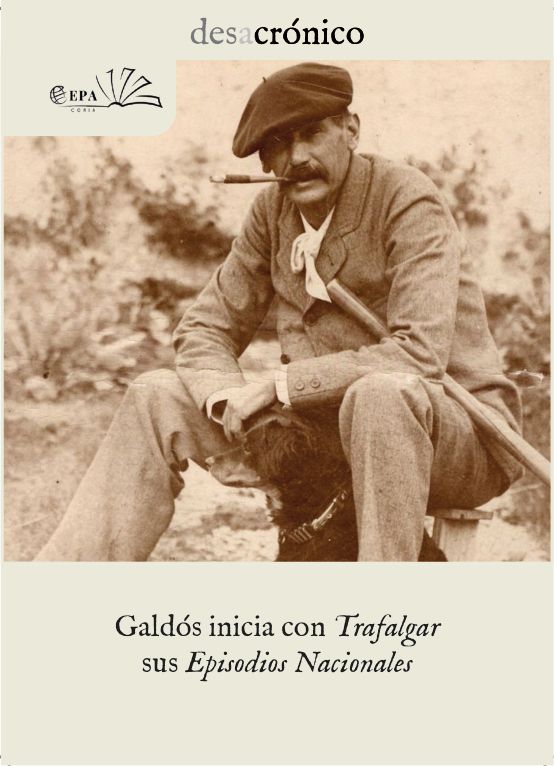 desacrónico
EPA
CORIA
Galdós inicia con Trafalgar
sus Episodios Nacionales